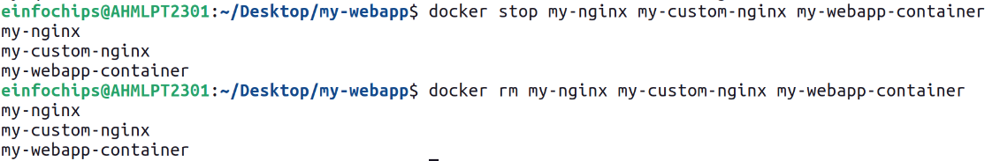 einfochips@AHMLPT2301:~/Desktop/my-webapp$ docker stop my-nginx my-custom-nginx my-webapp-container
my-nginx
my-custom-nginx
my-webapp-container
einfochips@AHMLPT2301:~/Desktop/my-webapp$ docker rm my-nginx my-custom-nginx my-webapp-container
my-nginx
my-custom-nginx
my-webapp-container